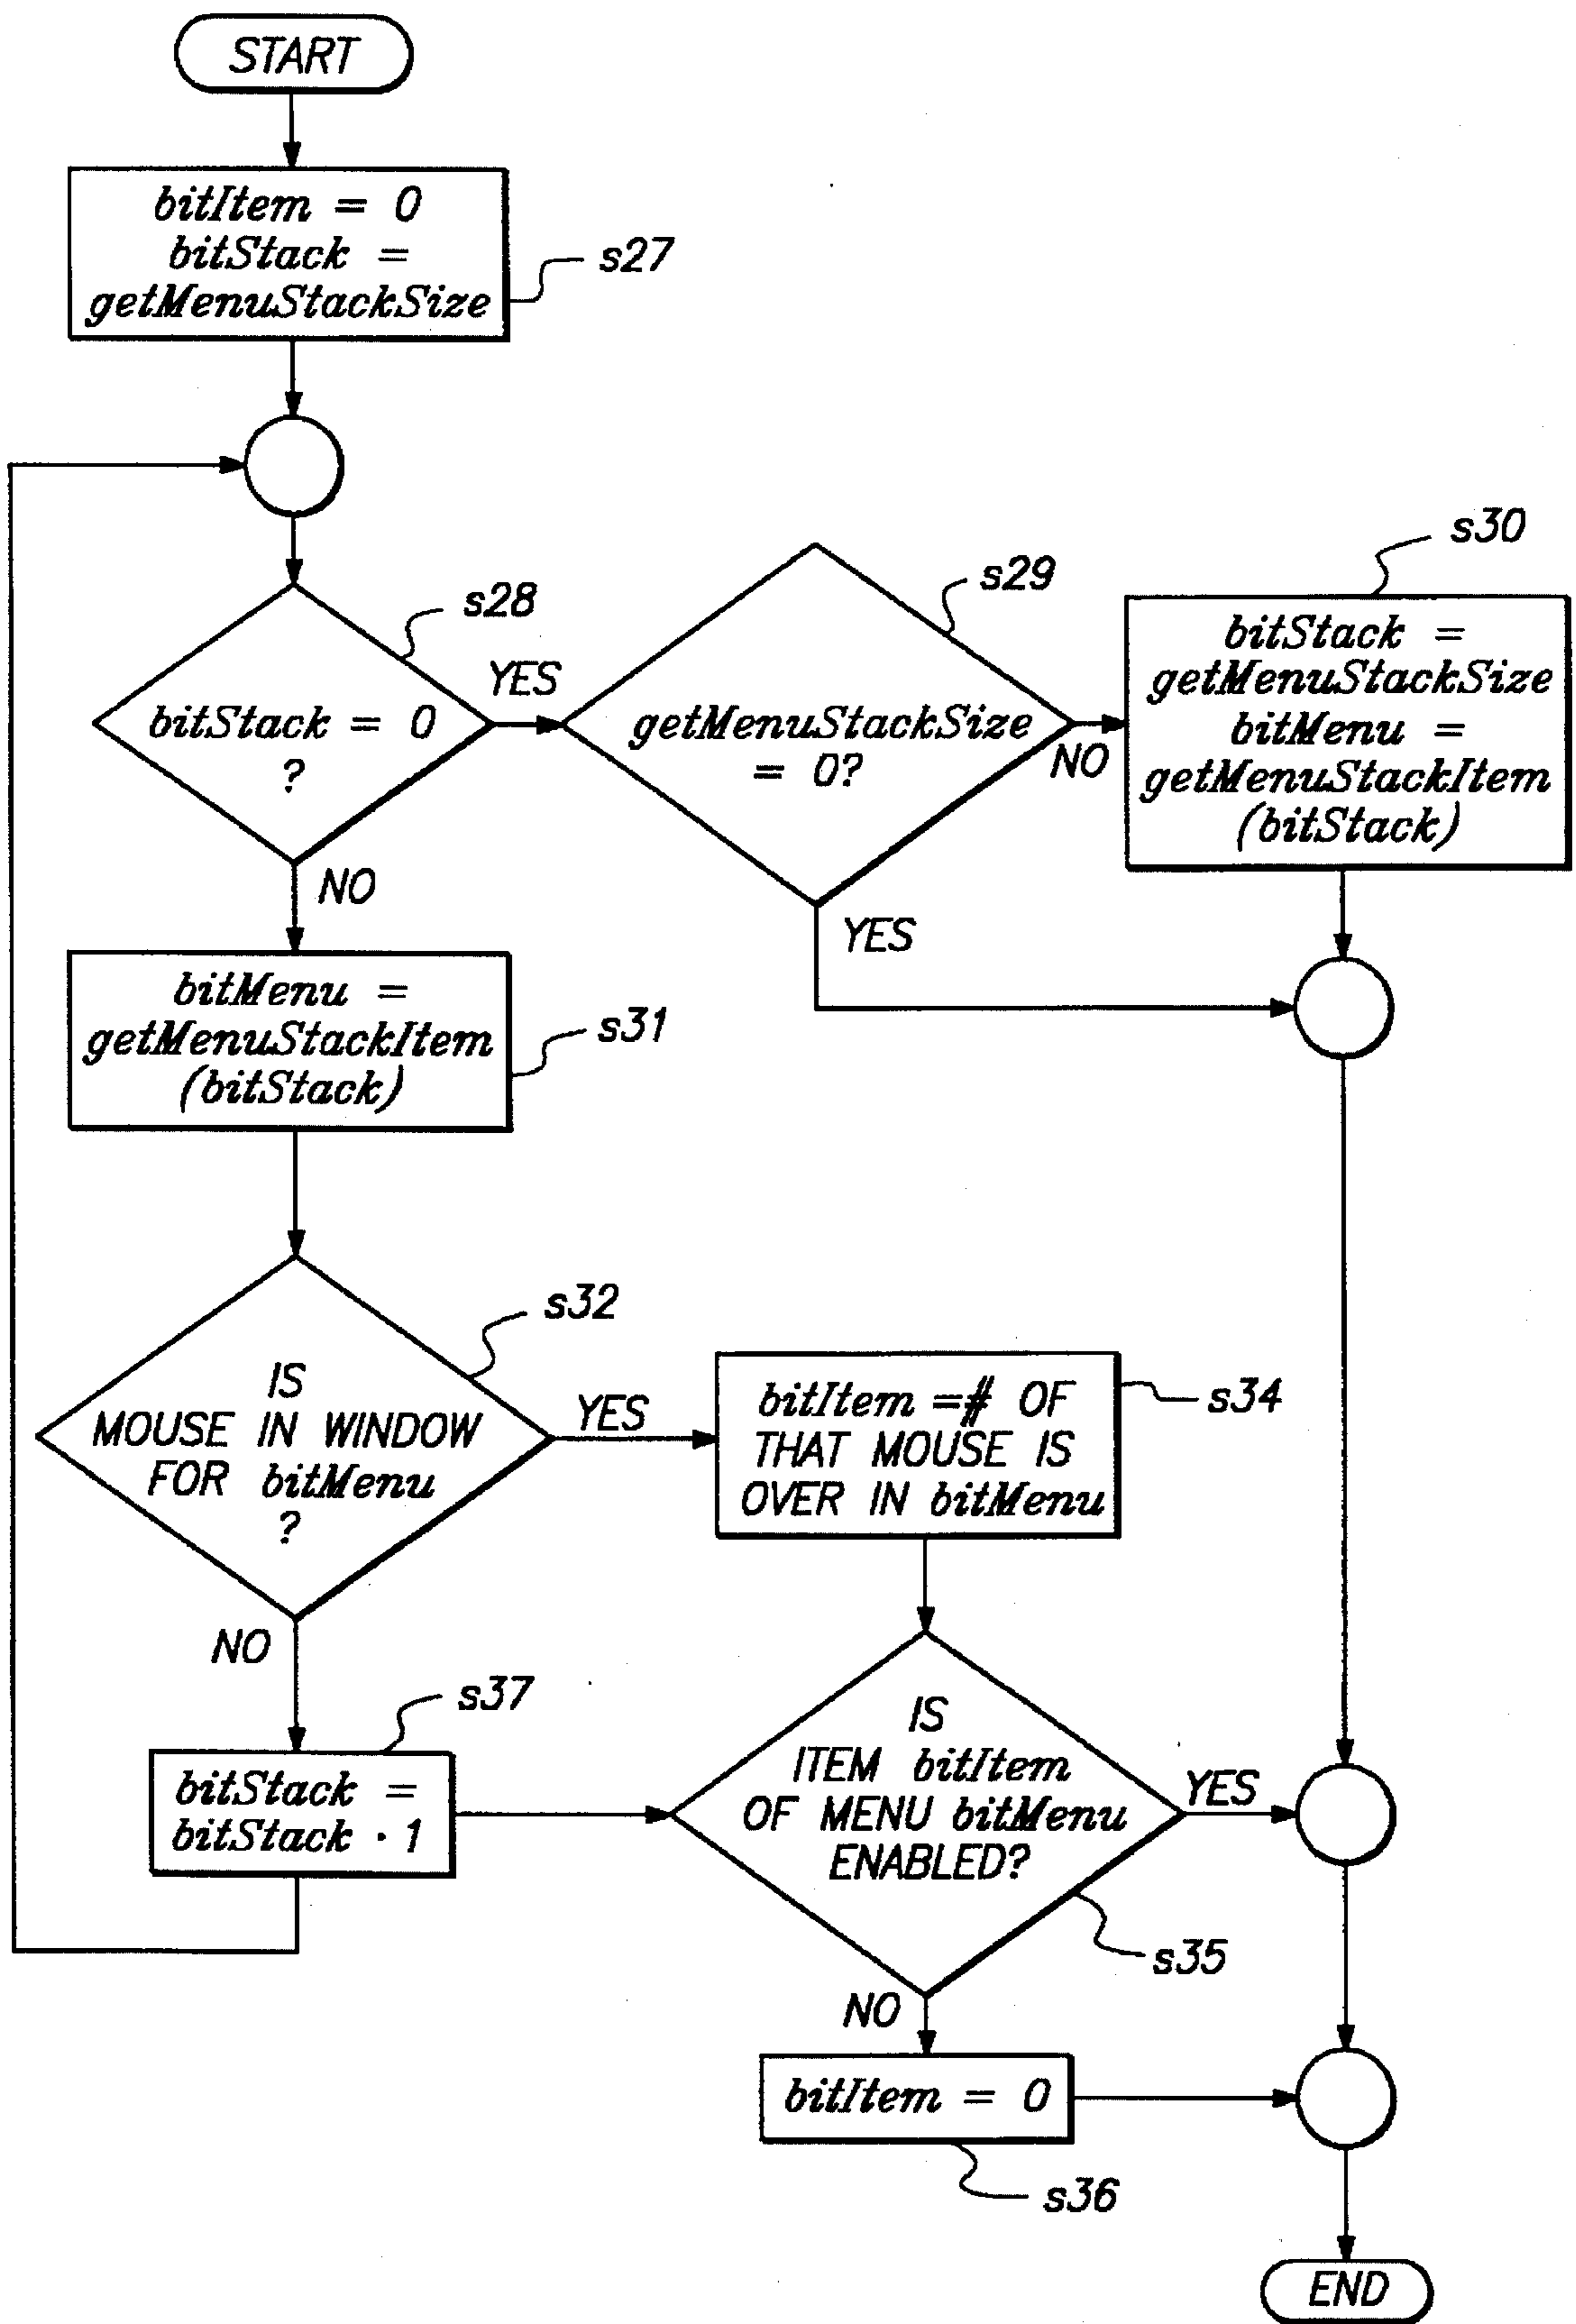 START
bitItem = 0
bitStack =
getMenuStackSize
s27
s28
bitStack = 0
?
YES
NO
s29
getMenuStackSize
= 0?
NO
YES
s30
bitStack =
getMenuStackSize
bitMenu =
getMenuStackItem
(bitStack)
bitMenu =
getMenuStackItem
(bitStack)
s31
s32
IS
MOUSE IN WINDOW
FOR bitMenu
?
YES
NO
bitItem =# OF
THAT MOUSE IS
OVER IN bitMenu
s34
s37
bitStack =
bitStack · 1
IS
ITEM bitItem
OF MENU bitMenu
ENABLED?
YES
s35
NO
bitItem = 0
s36
END